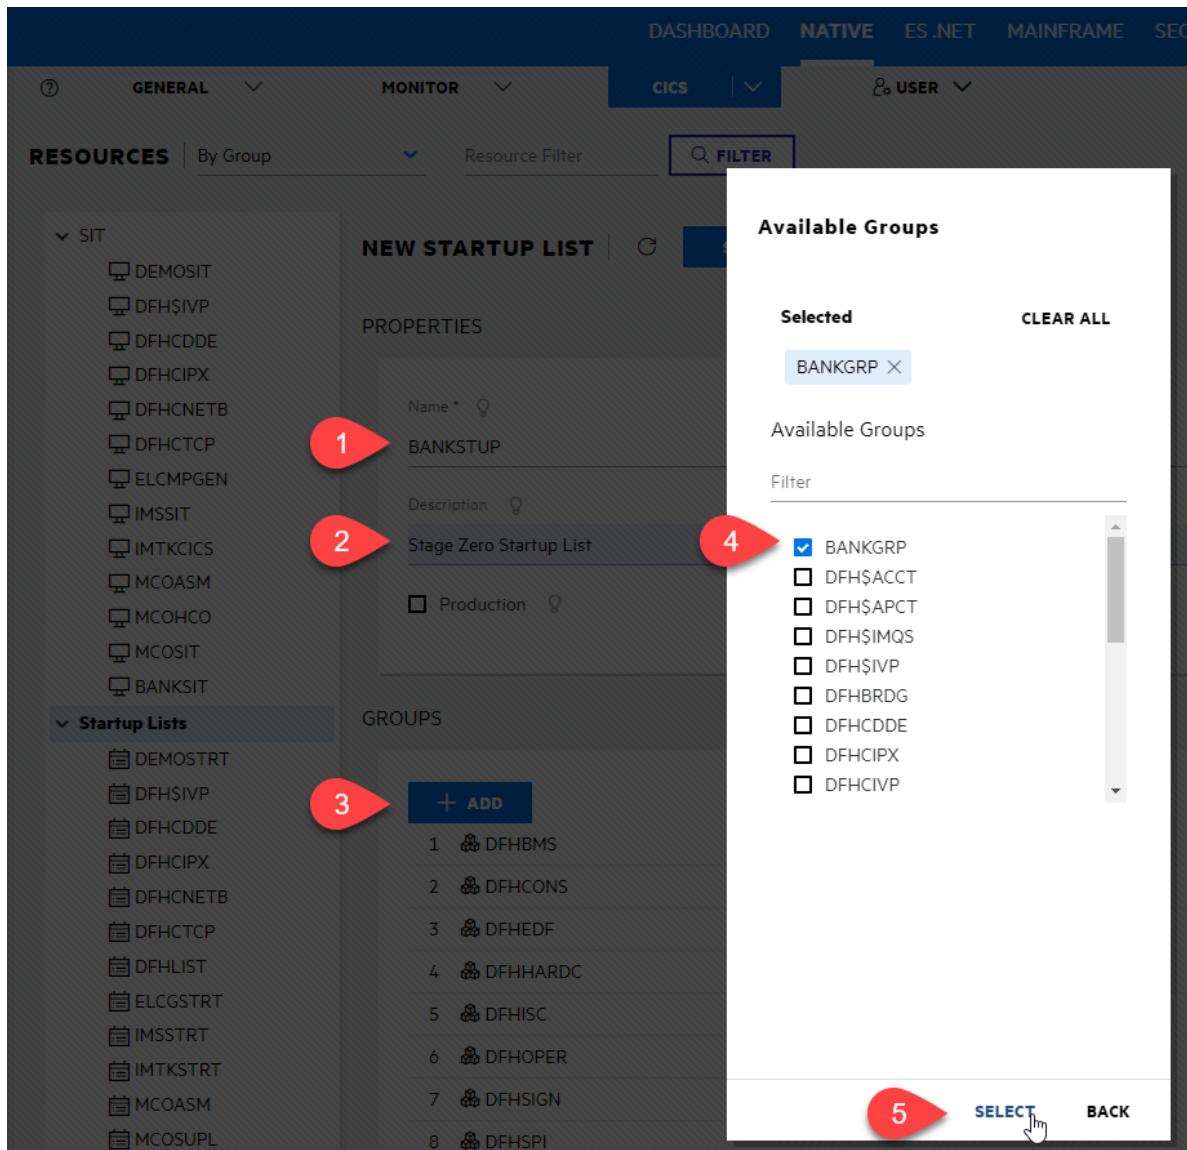 DASHBOARD NATIVE ES .NET MAINFRAME SEC
GENERAL MONITOR CICS USER
RESOURCES By Group Resource Filter FILTER
SIT
DEMOSIT
DFH$IVP
DFHCDDE
DFHCIPX
DFHCNETB
DFHCTCP
ELCMPGEN
IMSSIT
IMTKCICS
MCOASM
MCOHCO
MCOSIT
BANKSIT
Startup Lists
DEMOSTRT
DFH$IVP
DFHCDDE
DFHCIPX
DFHCNETB
DFHCTCP
DFHLIST
ELCGSTRT
IMSSTRT
IMTKSTRT
MCOASM
MCOSUPL
NEW STARTUP LIST
PROPERTIES
Name *
1 BANKSTUP
Description
2 Stage Zero Startup List
Production
GROUPS
3 + ADD
1 DFHBMS
2 DFHCONS
3 DFHEDF
4 DFHHARDC
5 DFHISC
6 DFHOPER
7 DFHSIGN
8 DFHSPI
Available Groups
Selected CLEAR ALL
BANKGRP
Available Groups
Filter
4 BANKGRP
DFH$ACCT
DFH$APCT
DFH$IMQS
DFH$IVP
DFHBRDG
DFHCDDE
DFHCIPX
DFHCIVP
5 SELECT BACK